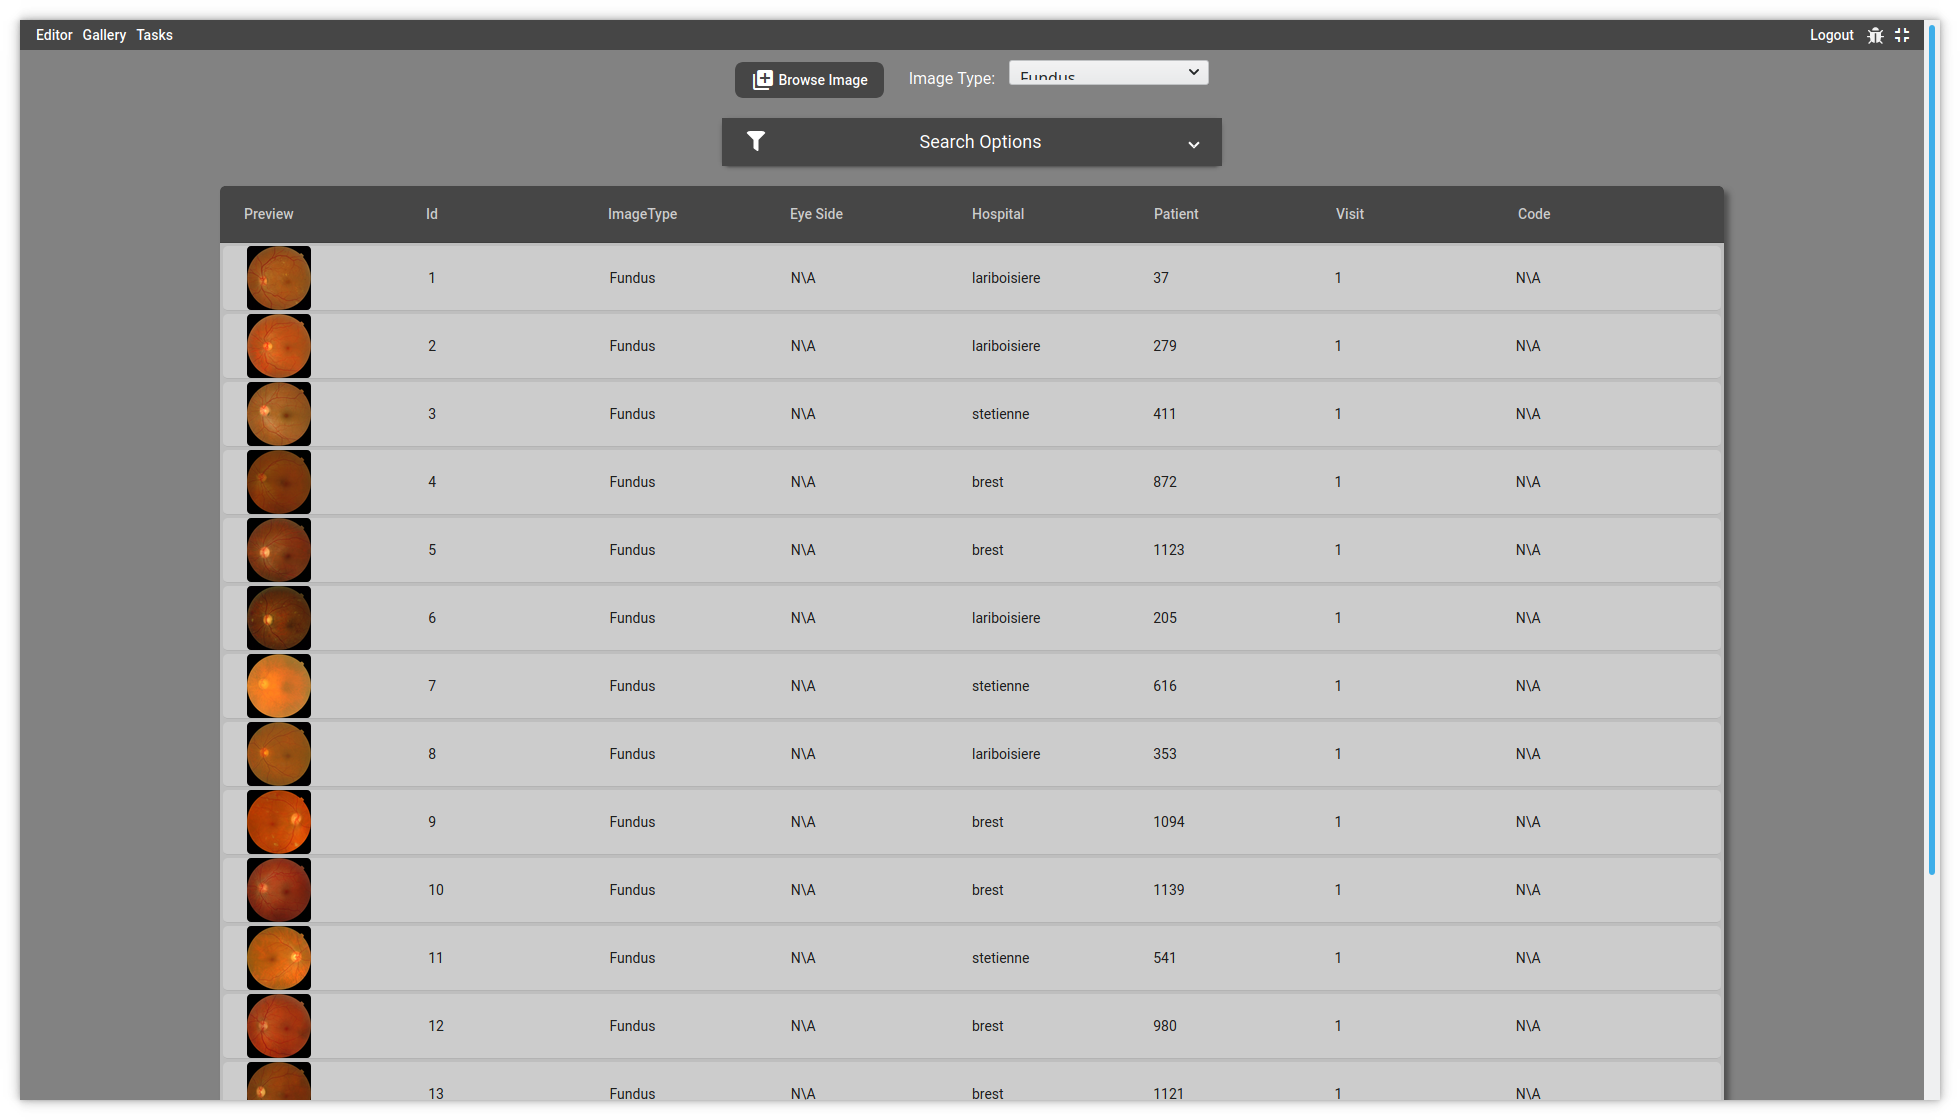 Editor Gallery Tasks Logout
Browse Image Image Type: Fundus
Search Options
Preview Id ImageType Eye Side Hospital Patient Visit Code
1 Fundus N\A lariboisiere 37 1 N\A
2 Fundus N\A lariboisiere 279 1 N\A
3 Fundus N\A stetienne 411 1 N\A
4 Fundus N\A brest 872 1 N\A
5 Fundus N\A brest 1123 1 N\A
6 Fundus N\A lariboisiere 205 1 N\A
7 Fundus N\A stetienne 616 1 N\A
8 Fundus N\A lariboisiere 353 1 N\A
9 Fundus N\A brest 1094 1 N\A
10 Fundus N\A brest 1139 1 N\A
11 Fundus N\A stetienne 541 1 N\A
12 Fundus N\A brest 980 1 N\A
13 Fundus N\A brest 1121 1 N\A